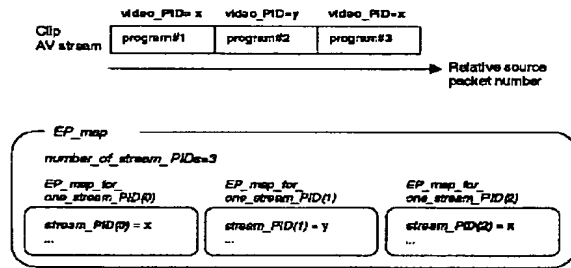 video_PID= x video_PID=y video_PID=x
Clip
AV stream
program#1 program#2 program#3
Relative source
packet number
EP_map
number_of_stream_PIDs=3
EP_map_for_
one_stream_PID(0)
EP_map_for_
one_stream_PID(1)
EP_map_for_
one_stream_PID(2)
stream_PID(0) = x
...
stream_PID(1) = y
...
stream_PID(2) = x
...